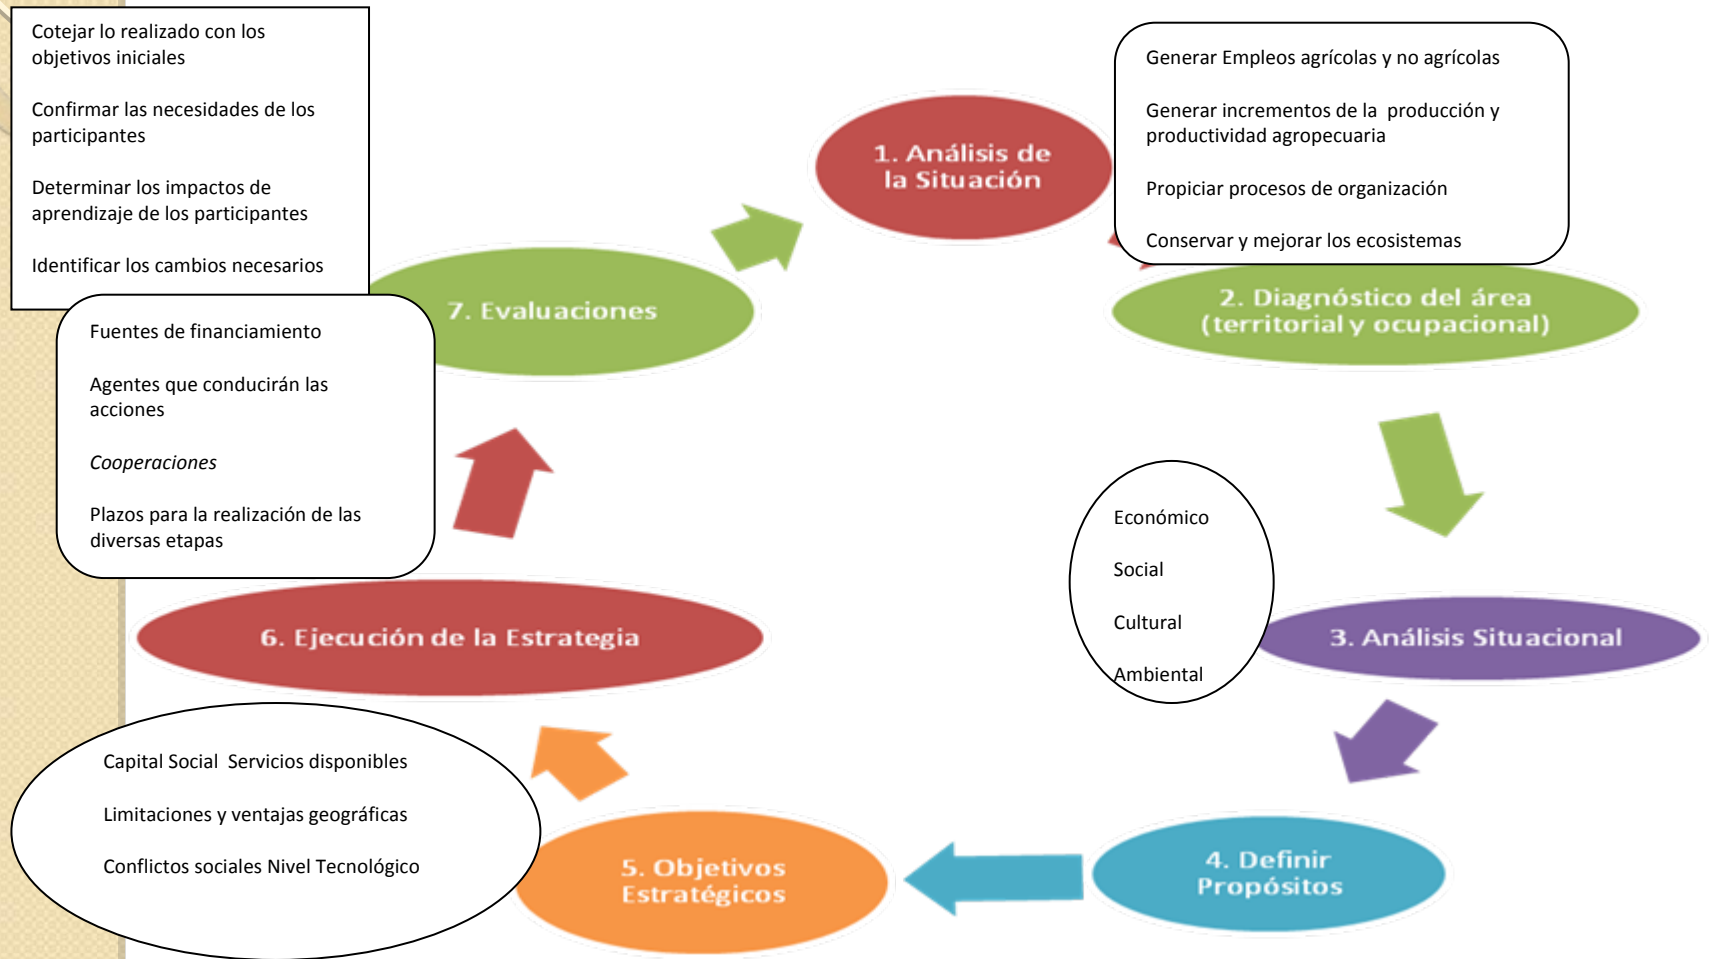 Cotejar lo realizado con los
objetivos iniciales
Confirmar las necesidades de los
participantes
Determinar los impactos de
aprendizaje de los participantes
Identificar los cambios necesarios
1. Análisis de
la Situación
Generar Empleos agrícolas y no agrícolas
Generar incrementos de la  producción y
productividad agropecuaria
Propiciar procesos de organización
Conservar y mejorar los ecosistemas
2. Diagnóstico del área
(territorial y ocupacional)
7. Evaluaciones
Fuentes de financiamiento
Agentes que conducirán las
acciones
Cooperaciones
Plazos para la realización de las
diversas etapas
Económico
Social
Cultural
Ambiental
3. Análisis Situacional
6. Ejecución de la Estrategia
Capital Social  Servicios disponibles
Limitaciones y ventajas geográficas
Conflictos sociales Nivel Tecnológico
5. Objetivos
Estratégicos
4. Definir
Propósitos